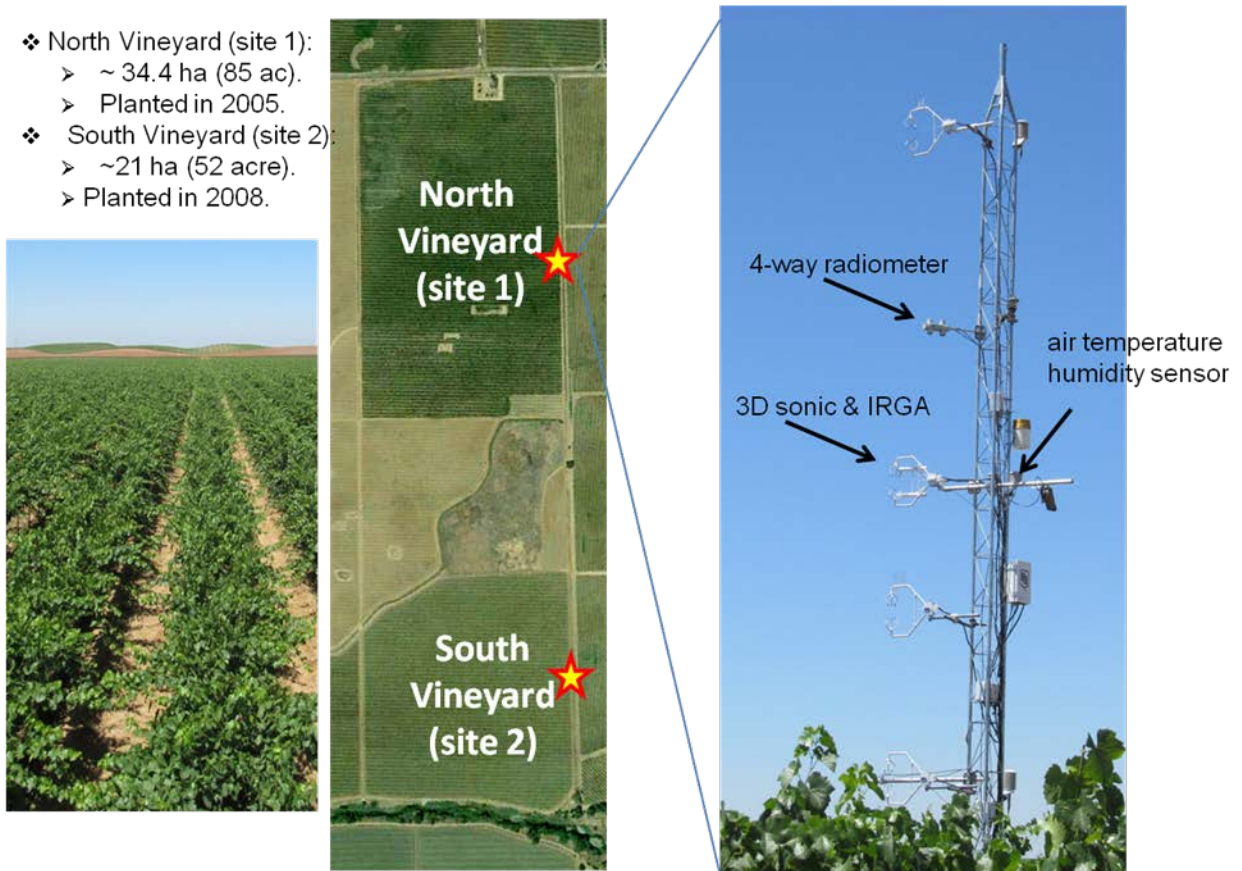 ❖ North Vineyard (site 1):
➢ ~ 34.4 ha (85 ac).
➢ Planted in 2005.
❖ South Vineyard (site 2):
➢ ~21 ha (52 acre).
➢ Planted in 2008.
North
Vineyard
(site 1)
South
Vineyard
(site 2)
4-way radiometer
air temperature
humidity sensor
3D sonic & IRGA